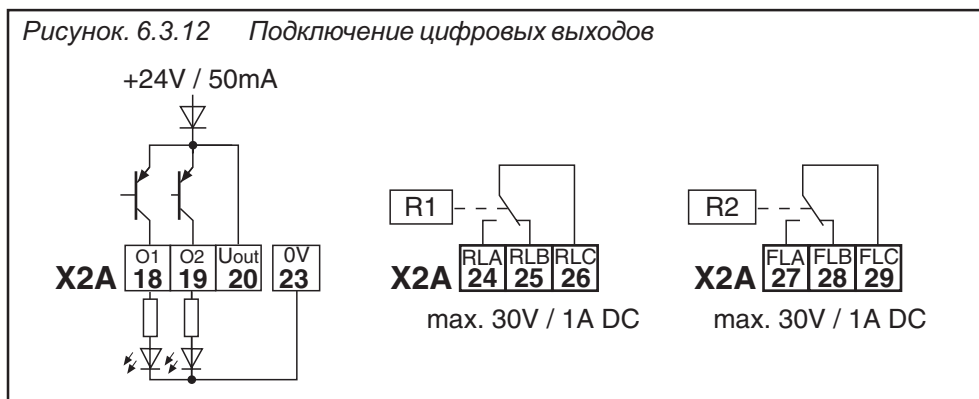 Рисунок. 6.3.12 Подключение цифровых выходов
+24V / 50mA
R1
R2
X2A
O1 O2 Uout 0V
18 19 20 23
X2A
RLA RLB RLC
24 25 26
X2A
FLA FLB FLC
27 28 29
max. 30V / 1A DC
max. 30V / 1A DC